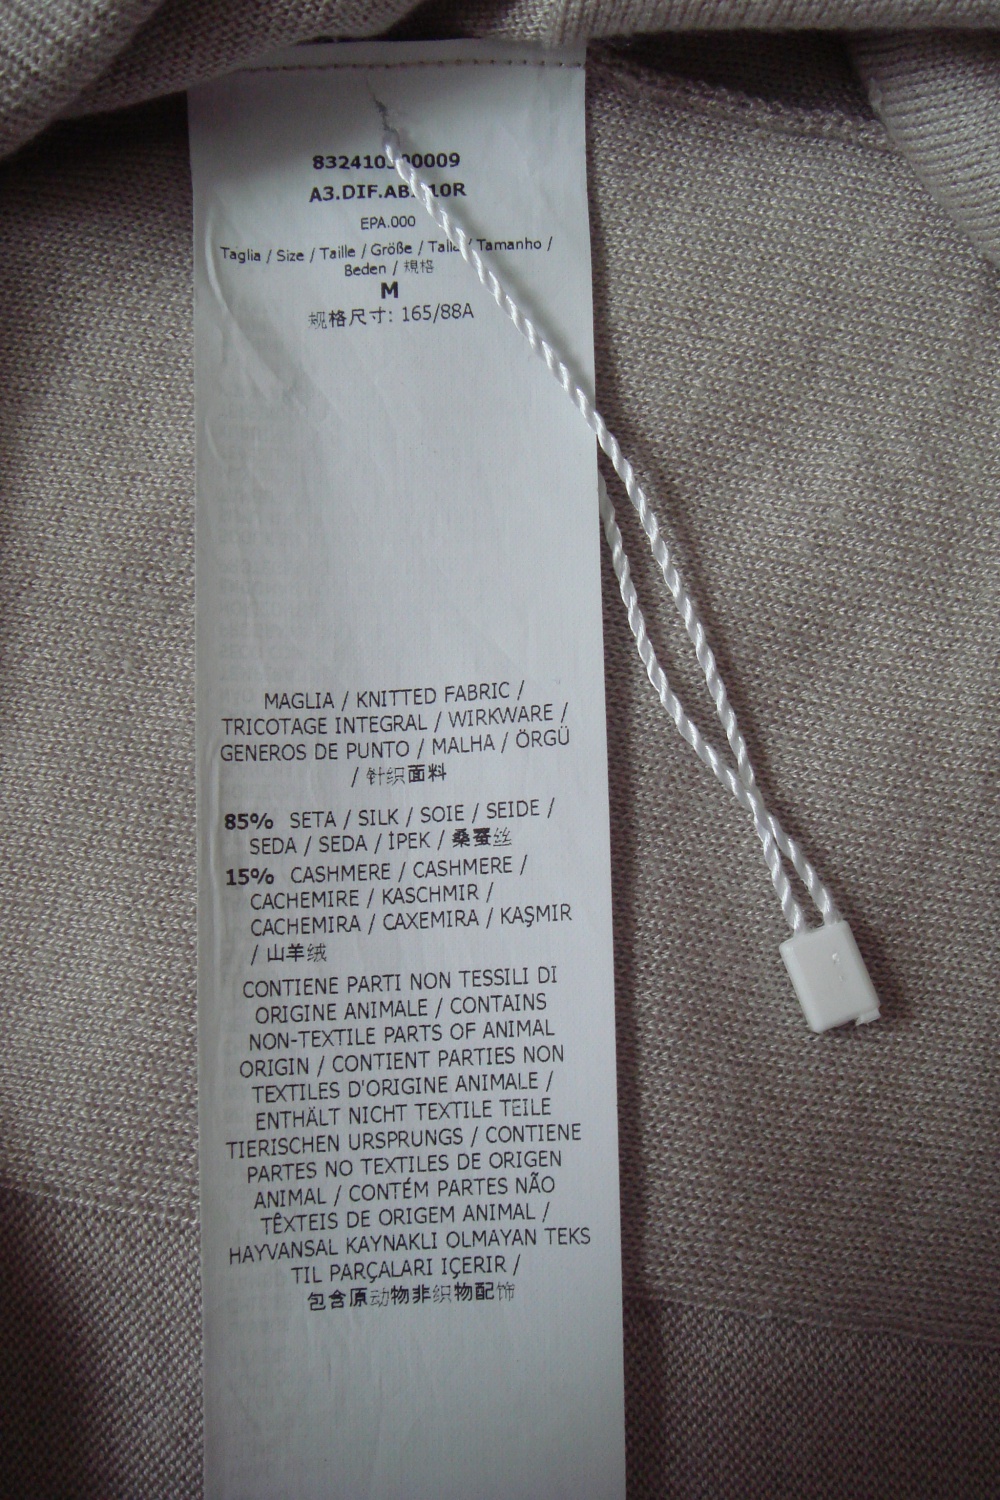 A3.DIF.
EPA.000
Taglia / Size / Taille / Größe / Talla / Tamanho /
Beden / 規格
M
规格尺寸: 165/88A
MAGLIA / KNITTED FABRIC /
TRICOTAGE INTEGRAL / WIRKWARE /
GENEROS DE PUNTO / MALHA / ÖRGÜ
/ 针织面料
85% SETA / SILK / SOIE / SEIDE /
SEDA / SEDA / İPEK / 桑蚕丝
15% CASHMERE / CASHMERE /
CACHEMIRE / KASCHMIR /
CACHEMIRA / CAXEMIRA / KAŞMIR
/ 山羊绒
CONTIENE PARTI NON TESSILI DI
ORIGINE ANIMALE / CONTAINS
NON-TEXTILE PARTS OF ANIMAL
ORIGIN / CONTIENT PARTIES NON
TEXTILES D'ORIGINE ANIMALE /
ENTHÄLT NICHT TEXTILE TEILE
TIERISCHEN URSPRUNGS / CONTIENE
PARTES NO TEXTILES DE ORIGEN
ANIMAL / CONTÉM PARTES NÃO
TÊXTEIS DE ORIGEM ANIMAL /
HAYVANSAL KAYNAKLI OLMAYAN TEKS
TIL PARÇALARI IÇERIR /
包含原动物非织物配饰